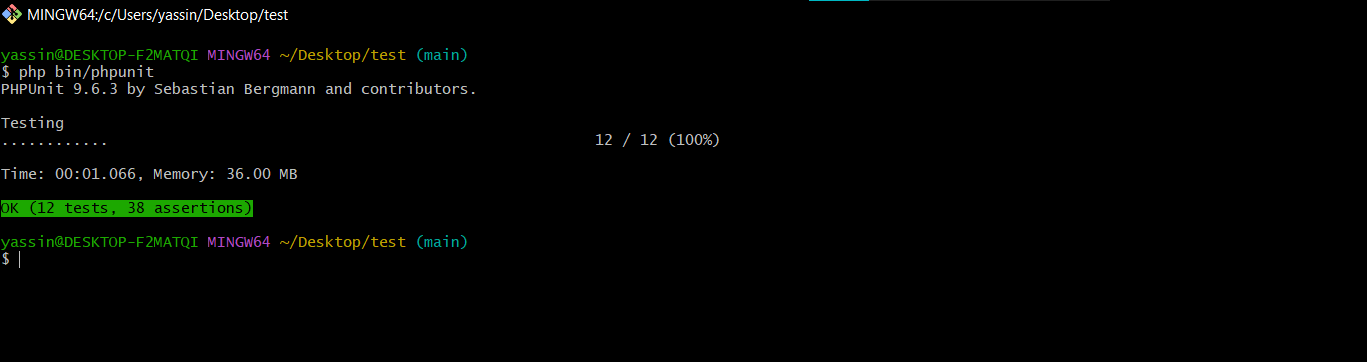 MINGW64:/c/Users/yassin/Desktop/test
yassin@DESKTOP-F2MATQI MINGW64 ~/Desktop/test (main)
$ php bin/phpunit
PHPUnit 9.6.3 by Sebastian Bergmann and contributors.
Testing
............ 12 / 12 (100%)
Time: 00:01.066, Memory: 36.00 MB
OK (12 tests, 38 assertions)
yassin@DESKTOP-F2MATQI MINGW64 ~/Desktop/test (main)
$